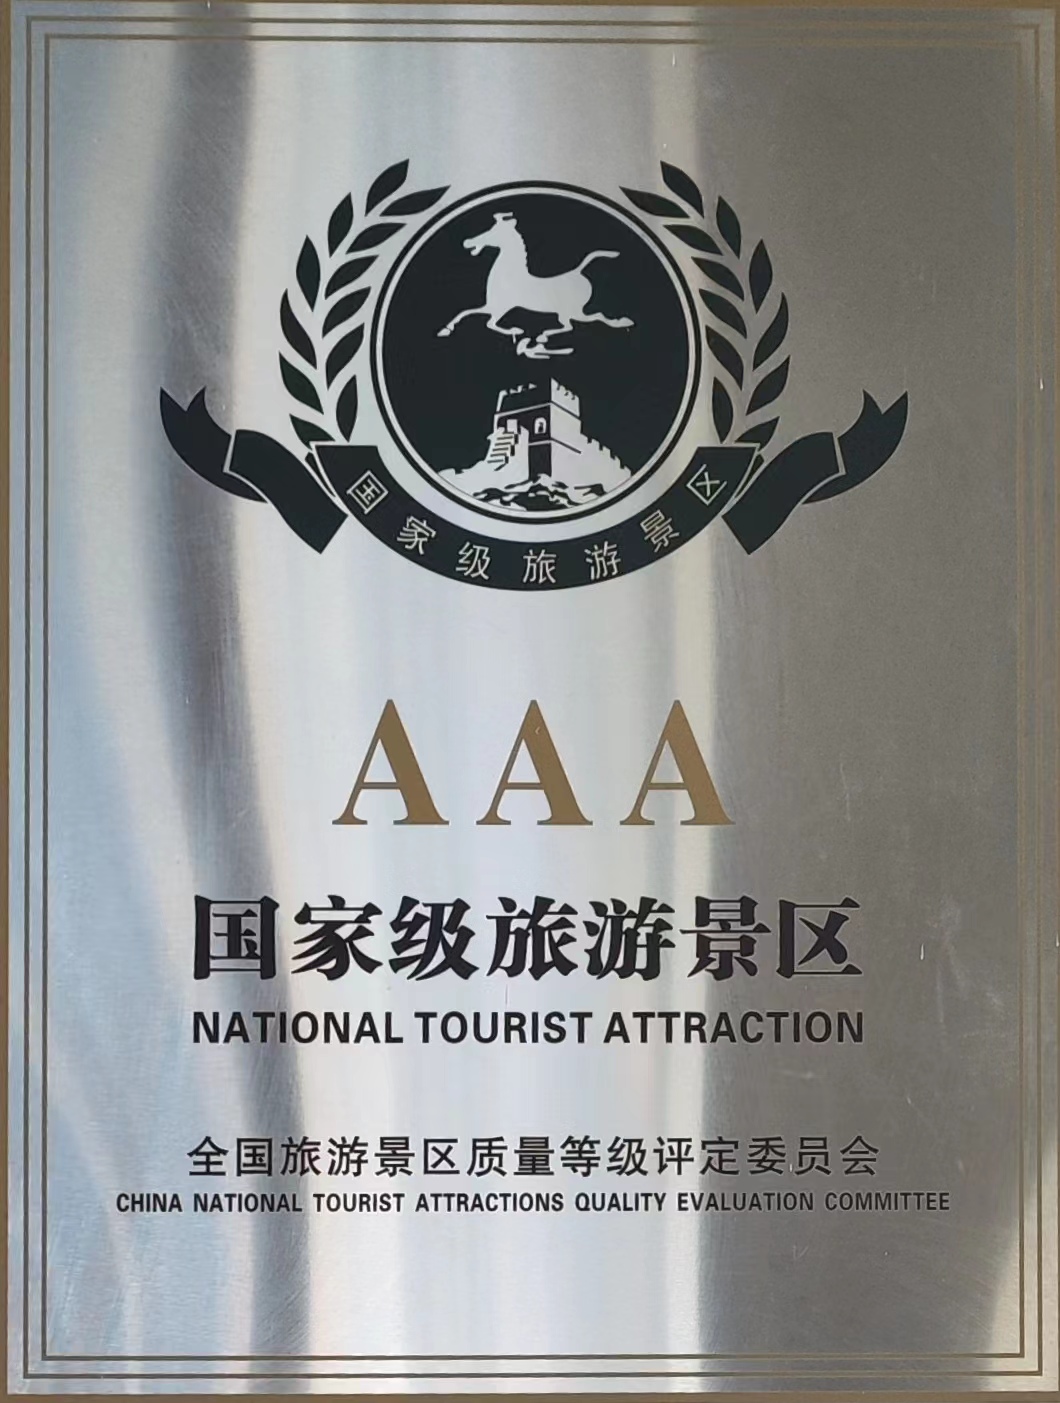 国家级旅游景区
AAA
国家级旅游景区
NATIONAL TOURIST ATTRACTION
全国旅游景区质量等级评定委员会
CHINA NATIONAL TOURIST ATTRACTIONS QUALITY EVALUATION COMMITTEE